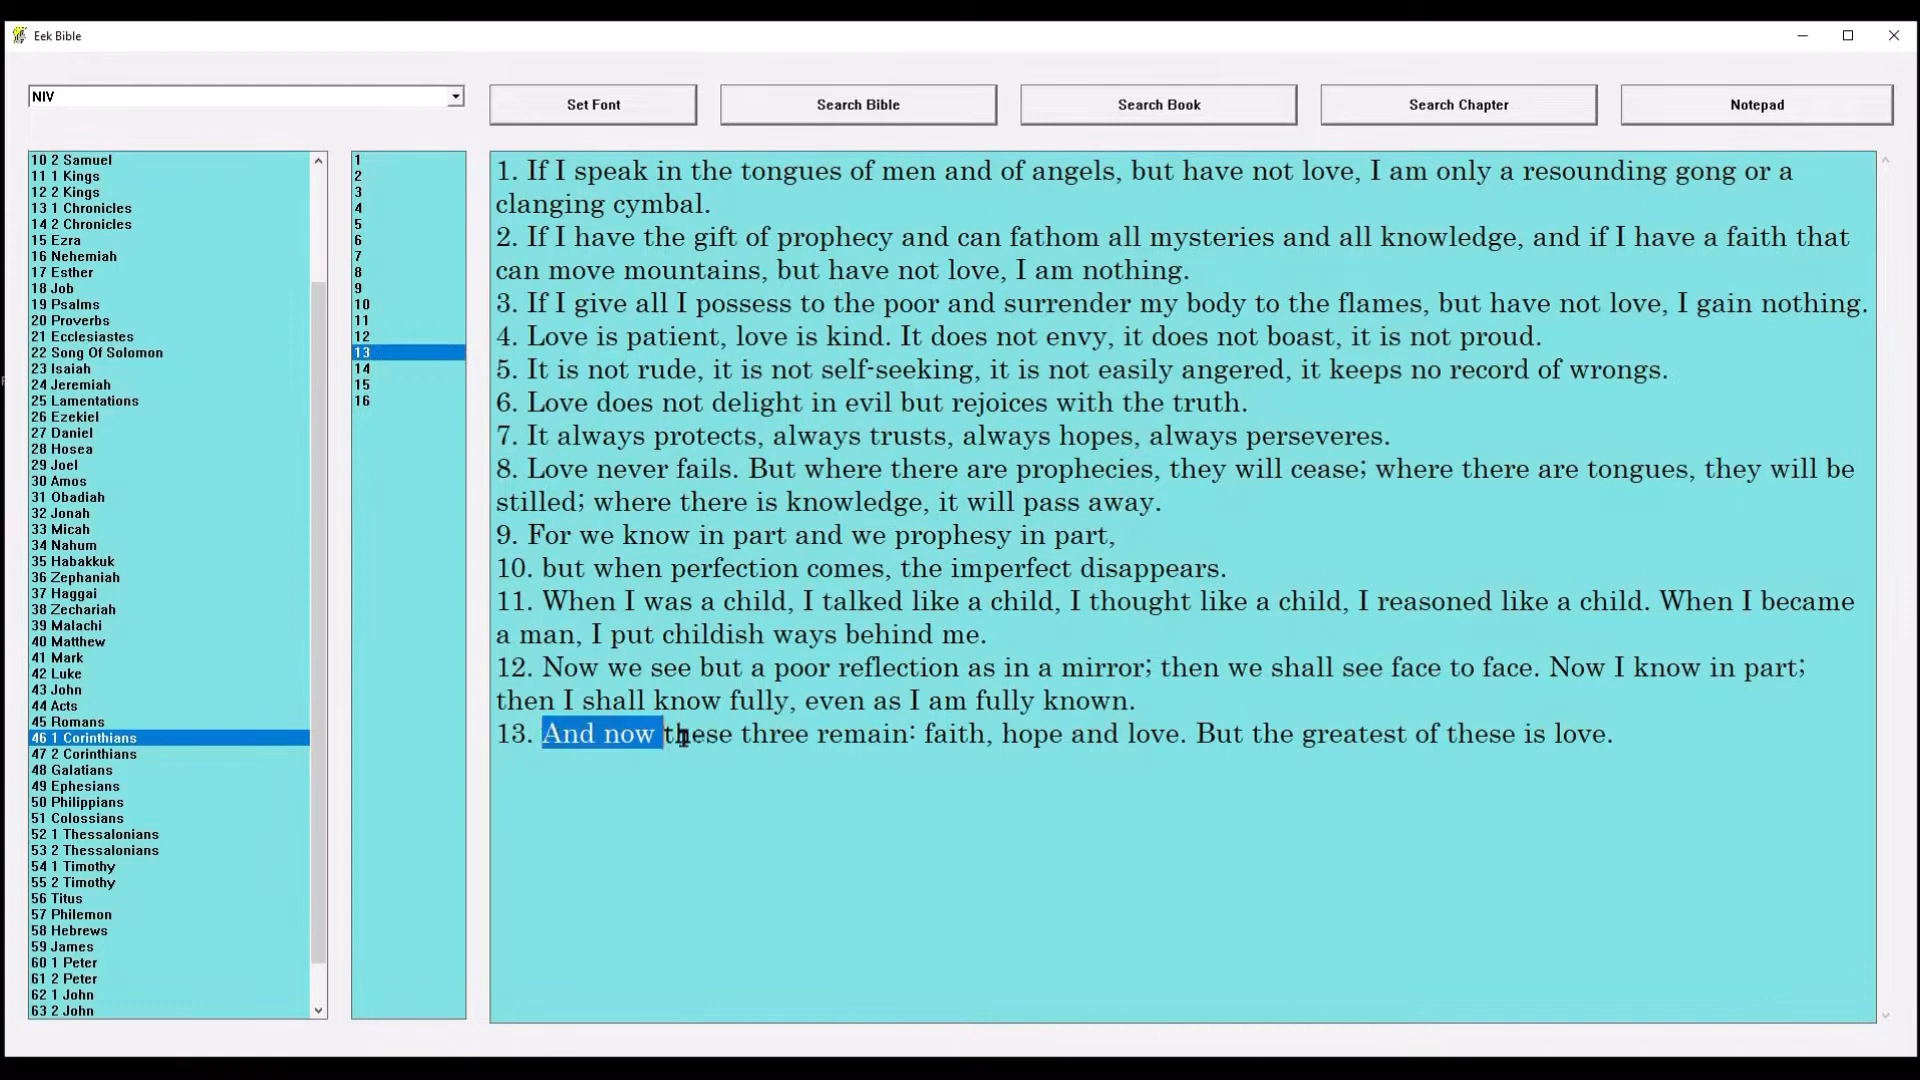 Eek Bible
NIV
Set Font
Search Bible
Search Book
Search Chapter
Notepad
10 2 Samuel
11 1 Kings
12 2 Kings
13 1 Chronicles
14 2 Chronicles
15 Ezra
16 Nehemiah
17 Esther
18 Job
19 Psalms
20 Proverbs
21 Ecclesiastes
22 Song Of Solomon
23 Isaiah
24 Jeremiah
25 Lamentations
26 Ezekiel
27 Daniel
28 Hosea
29 Joel
30 Amos
31 Obadiah
32 Jonah
33 Micah
34 Nahum
35 Habakkuk
36 Zephaniah
37 Haggai
38 Zechariah
39 Malachi
40 Matthew
41 Mark
42 Luke
43 John
44 Acts
45 Romans
46 1 Corinthians
47 2 Corinthians
48 Galatians
49 Ephesians
50 Philippians
51 Colossians
52 1 Thessalonians
53 2 Thessalonians
54 1 Timothy
55 2 Timothy
56 Titus
57 Philemon
58 Hebrews
59 James
60 1 Peter
61 2 Peter
62 1 John
63 2 John
1
2
3
4
5
6
7
8
9
10
11
12
13
14
15
16
1. If I speak in the tongues of men and of angels, but have not love, I am only a resounding gong or a
clanging cymbal.
2. If I have the gift of prophecy and can fathom all mysteries and all knowledge, and if I have a faith that
can move mountains, but have not love, I am nothing.
3. If I give all I possess to the poor and surrender my body to the flames, but have not love, I gain nothing.
4. Love is patient, love is kind. It does not envy, it does not boast, it is not proud.
5. It is not rude, it is not self-seeking, it is not easily angered, it keeps no record of wrongs.
6. Love does not delight in evil but rejoices with the truth.
7. It always protects, always trusts, always hopes, always perseveres.
8. Love never fails. But where there are prophecies, they will cease; where there are tongues, they will be
stilled; where there is knowledge, it will pass away.
9. For we know in part and we prophesy in part,
10. but when perfection comes, the imperfect disappears.
11. When I was a child, I talked like a child, I thought like a child, I reasoned like a child. When I became
a man, I put childish ways behind me.
12. Now we see but a poor reflection as in a mirror; then we shall see face to face. Now I know in part;
then I shall know fully, even as I am fully known.
13. And now these three remain: faith, hope and love. But the greatest of these is love.